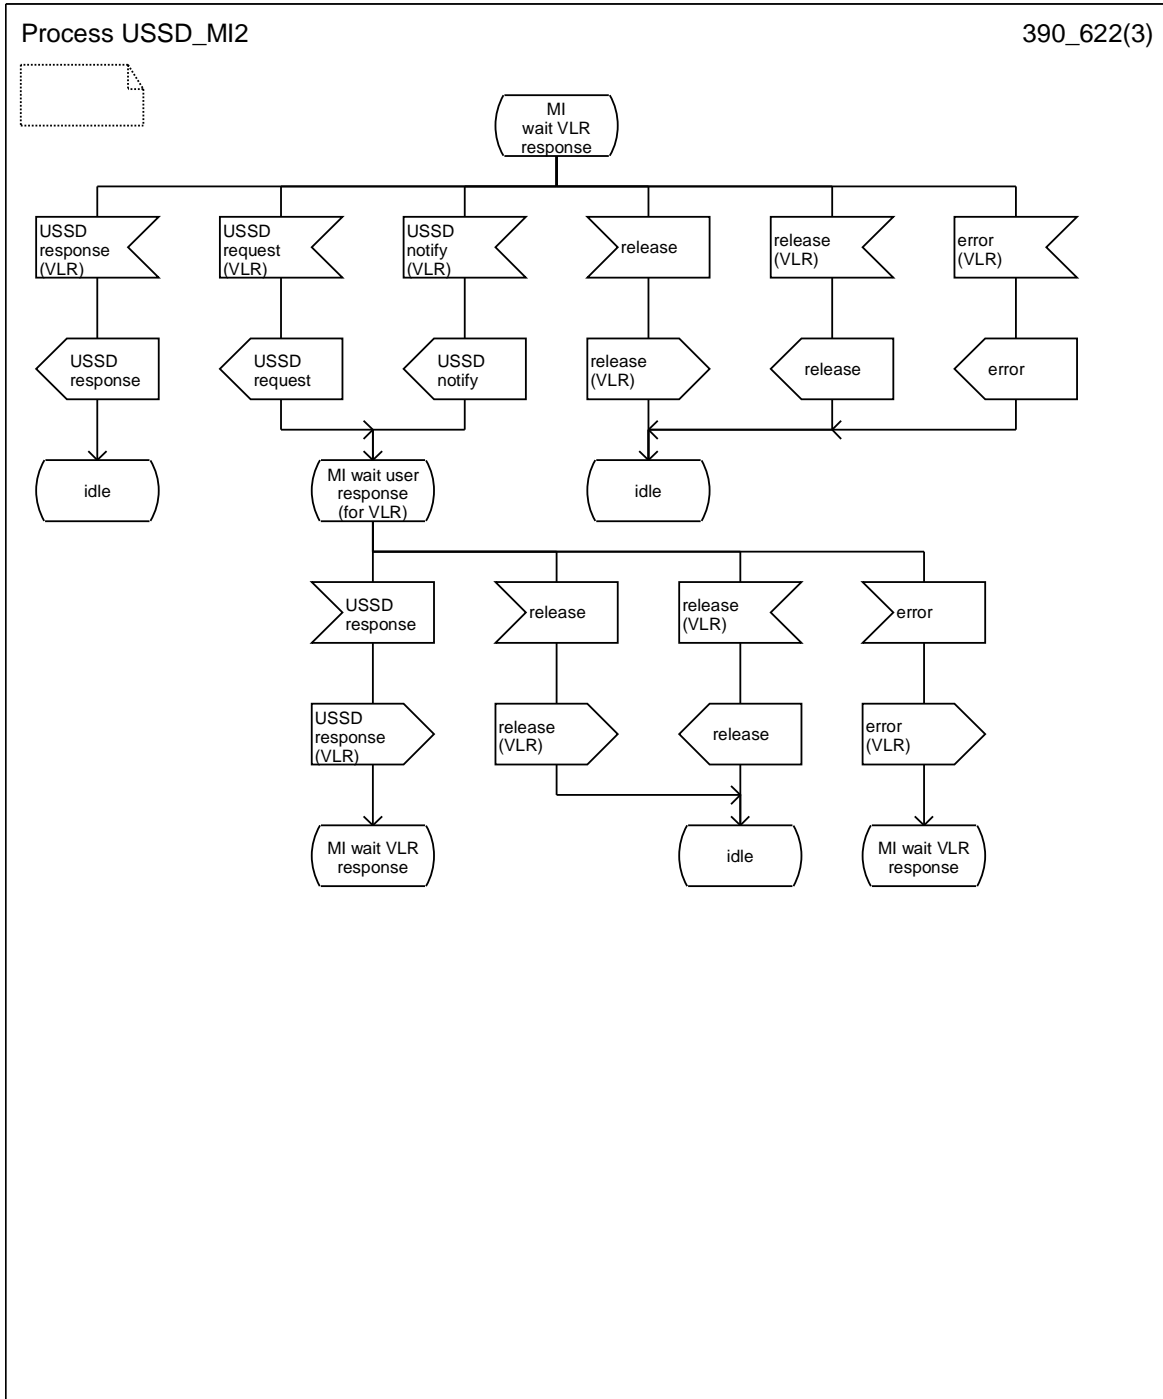 Process USSD_MI2
390_622(3)
MI
wait VLR
response
USSD
response
(VLR)
USSD
request
(VLR)
USSD
notify
(VLR)
release
release
(VLR)
error
(VLR)
USSD
response
USSD
request
USSD
notify
release
(VLR)
release
error
idle
MI wait user
response
(for VLR)
idle
USSD
response
release
release
(VLR)
error
USSD
response
(VLR)
release
(VLR)
release
error
(VLR)
MI wait VLR
response
idle
MI wait VLR
response